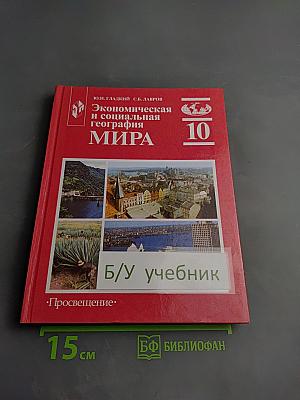 Ю.Н. ГЛАДКИЙ С.Б. ЛАВРОВ
Экономическая
и социальная
география
МИРА
10
Б/У учебник
·Просвещение·
15 см
БФ БИБЛИОФАН